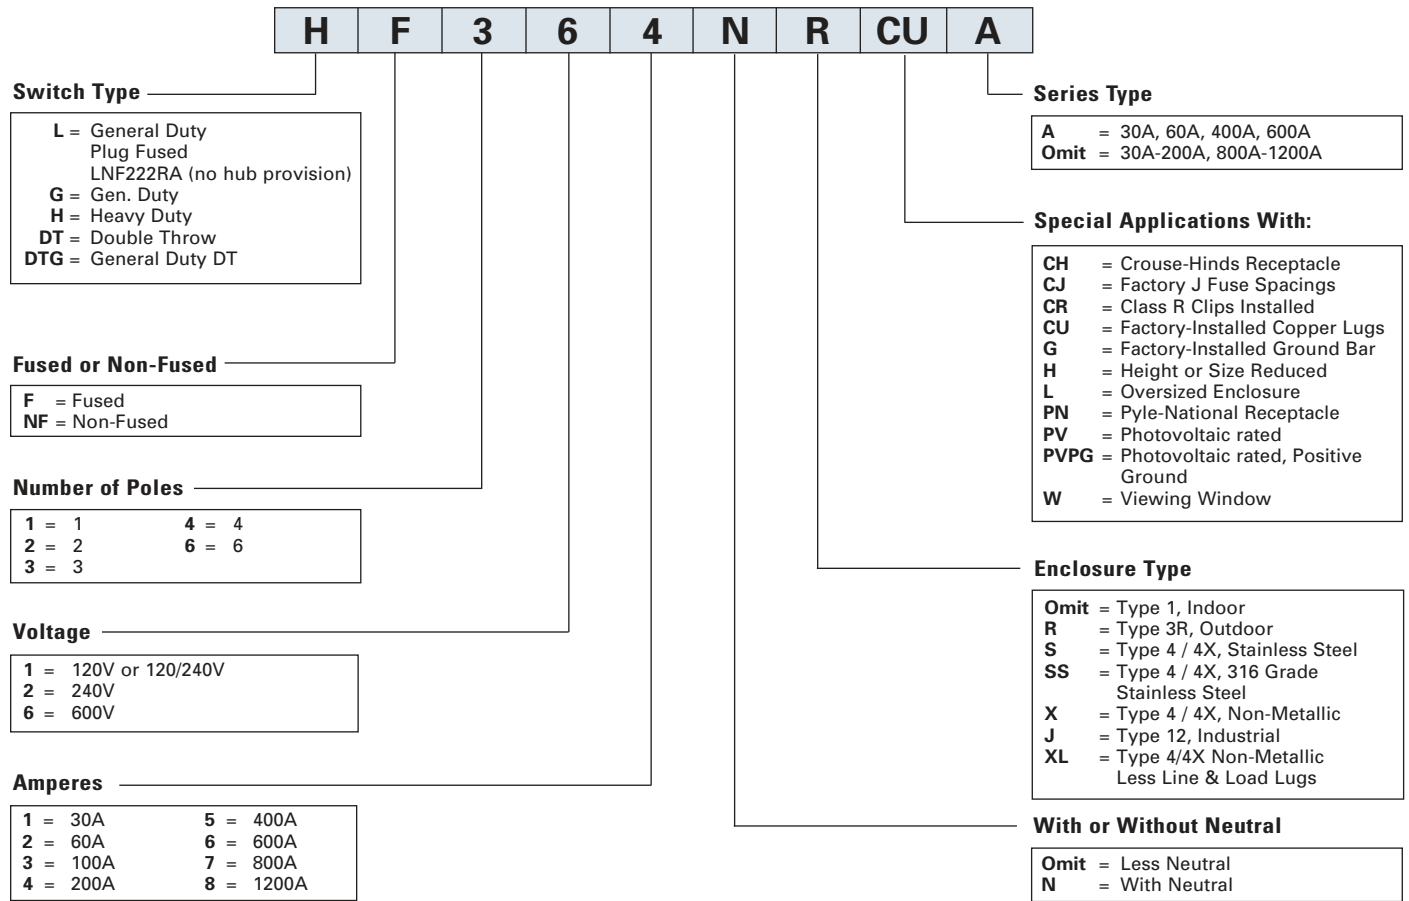 H F 3 6 4 N R CU A
Switch Type
L = General Duty
Plug Fused
LNF222RA (no hub provision)
G = Gen. Duty
H = Heavy Duty
DT = Double Throw
DTG = General Duty DT
Fused or Non-Fused
F = Fused
NF = Non-Fused
Number of Poles
1 = 1 4 = 4
2 = 2 6 = 6
3 = 3
Voltage
1 = 120V or 120/240V
2 = 240V
6 = 600V
Amperes
1 = 30A 5 = 400A
2 = 60A 6 = 600A
3 = 100A 7 = 800A
4 = 200A 8 = 1200A
Series Type
A = 30A, 60A, 400A, 600A
Omit = 30A-200A, 800A-1200A
Special Applications With:
CH = Crouse-Hinds Receptacle
CJ = Factory J Fuse Spacings
CR = Class R Clips Installed
CU = Factory-Installed Copper Lugs
G = Factory-Installed Ground Bar
H = Height or Size Reduced
L = Oversized Enclosure
PN = Pyle-National Receptacle
PV = Photovoltaic rated
PVPG = Photovoltaic rated, Positive
Ground
W = Viewing Window
Enclosure Type
Omit = Type 1, Indoor
R = Type 3R, Outdoor
S = Type 4 / 4X, Stainless Steel
SS = Type 4 / 4X, 316 Grade
Stainless Steel
X = Type 4 / 4X, Non-Metallic
J = Type 12, Industrial
XL = Type 4/4X Non-Metallic
Less Line & Load Lugs
With or Without Neutral
Omit = Less Neutral
N = With Neutral